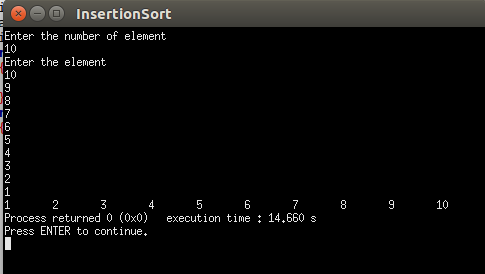 InsertionSort
Enter the number of element
10
Enter the element
10
9
8
7
6
5
4
3
2
1
1 2 3 4 5 6 7 8 9 10
Process returned 0 (0x0) execution time : 14.660 s
Press ENTER to continue.